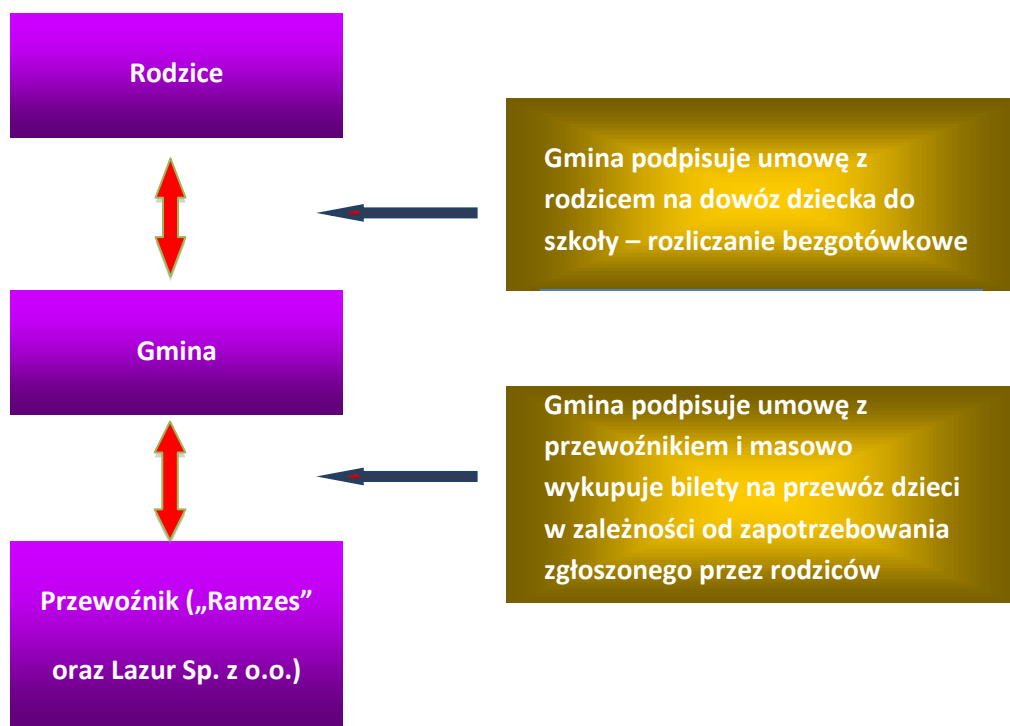 Rodzice
Gmina podpisuje umowę z
rodzicem na dowóz dziecka do
szkoły – rozliczanie bezgotówkowe
Gmina
Gmina podpisuje umowę z
przewoźnikiem i masowo
wykupuje bilety na przewóz dzieci
w zależności od zapotrzebowania
zgłoszonego przez rodziców
Przewoźnik („Ramzes”
oraz Lazur Sp. z o.o.)